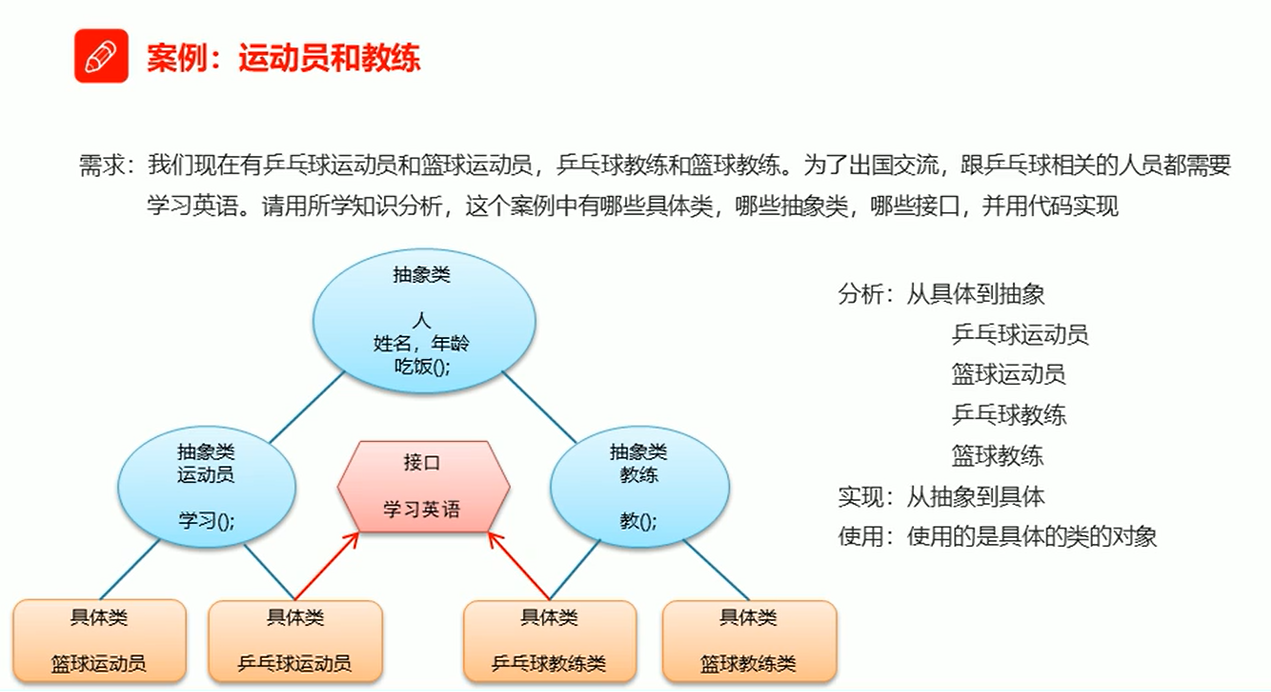 案例：运动员和教练
需求：我们现在有乒乓球运动员和篮球运动员，乒乓球教练和篮球教练。为了出国交流，跟乒乓球相关的人员都需要
学习英语。请用所学知识分析，这个案例中有哪些具体类，哪些抽象类，哪些接口，并用代码实现
抽象类
人
姓名，年龄
吃饭();
抽象类
运动员
学习();
接口
学习英语
抽象类
教练
教();
具体类
篮球运动员
具体类
乒乓球运动员
具体类
乒乓球教练类
具体类
篮球教练类
分析：从具体到抽象
乒乓球运动员
篮球运动员
乒乓球教练
篮球教练
实现：从抽象到具体
使用：使用的是具体的类的对象